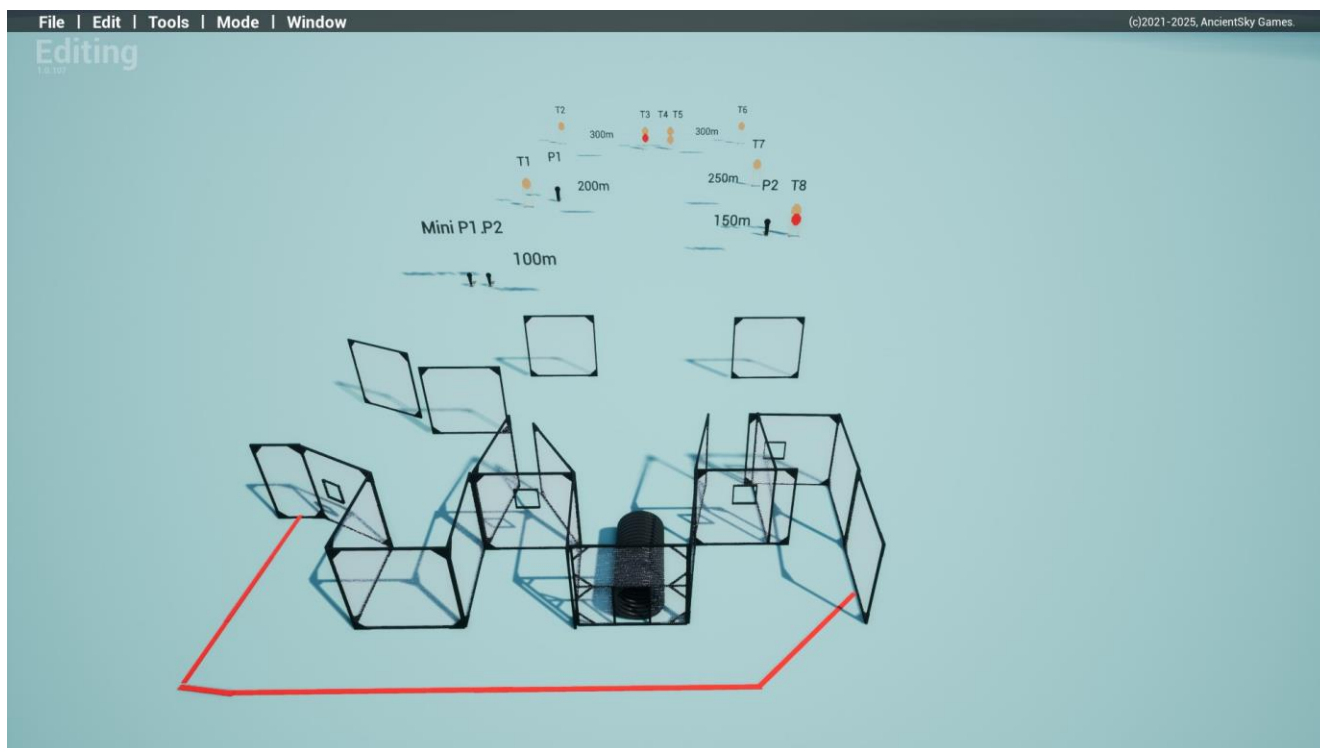 File | Edit | Tools | Mode | Window
(c)2021-2025, AncientSky Games.
Editing
T2
T3 T4 T5
T6
300m
300m
T7
T1 P1
250m
200m
P2 T8
150m
Mini P1 P2
100m